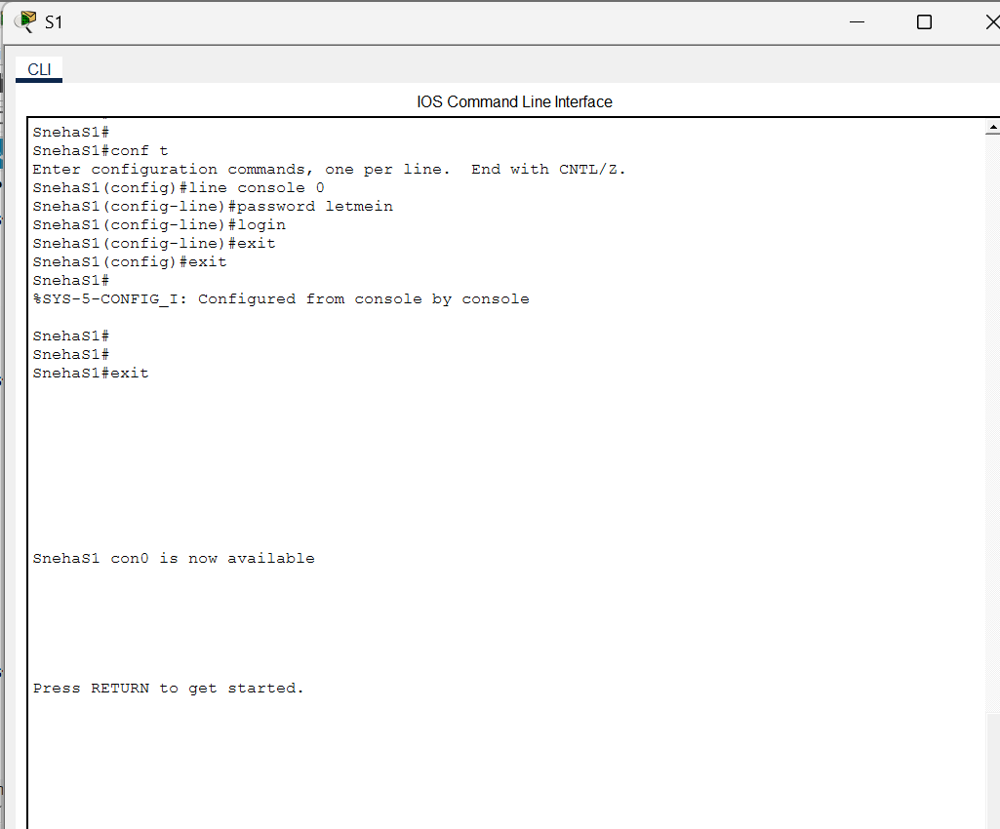 S1
CLI
IOS Command Line Interface
SnehaS1#
SnehaS1#conf t
Enter configuration commands, one per line.  End with CNTL/Z.
SnehaS1(config)#line console 0
SnehaS1(config-line)#password letmein
SnehaS1(config-line)#login
SnehaS1(config-line)#exit
SnehaS1(config)#exit
SnehaS1#
%SYS-5-CONFIG_I: Configured from console by console
SnehaS1#
SnehaS1#
SnehaS1#exit
SnehaS1 con0 is now available
Press RETURN to get started.